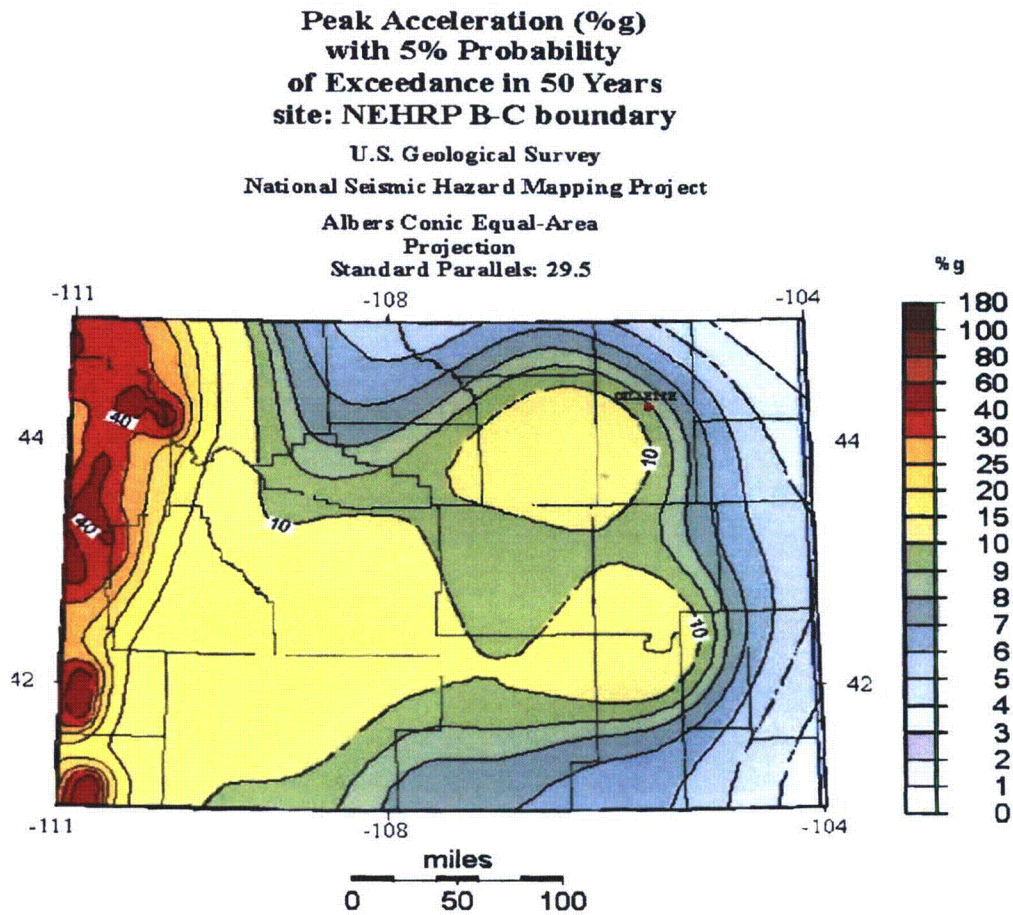 Peak Acceleration (%g)
with 5% Probability
of Exceedance in 50 Years
site: NEHRP B-C boundary
U.S. Geological Survey
National Seismic Hazard Mapping Project
Albers Conic Equal-Area
Projection
Standard Parallels: 29.5
%g
-111 -108 -104
180
100
80
60
40
30
25
20
15
10
9
8
7
6
5
4
3
2
1
0
GILLETTE
40
44 44
10
40
10
10
42 42
-111 -108 -104
miles
0 50 100